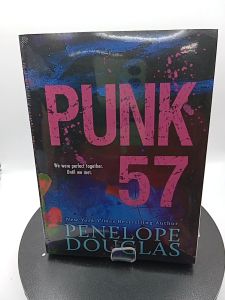 PUNK
57
We were perfect together.
Until we met.
New York Times Bestselling Author
PENELOPE
DOUGLAS